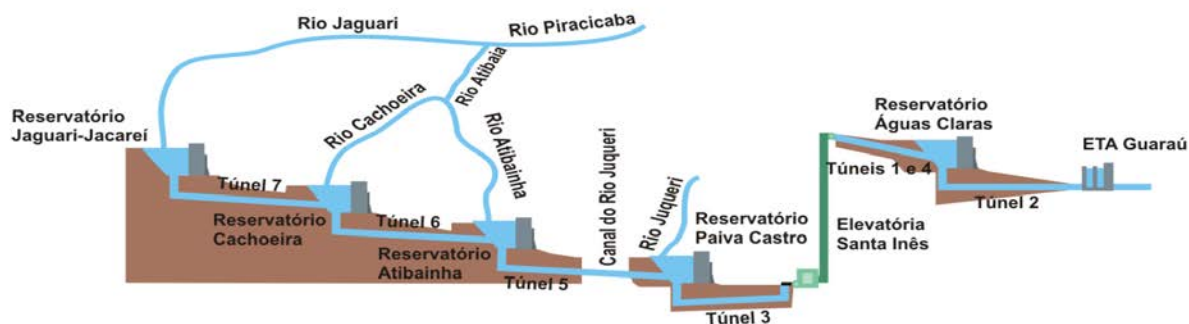 Rio Jaguari
Rio Piracicaba
Rio Atibaia
Rio Cachoeira
Rio Atibainha
Reservatório
Jaguari-Jacareí
Túnel 7
Reservatório
Cachoeira
Túnel 6
Reservatório
Atibainha
Túnel 5
Canal do Rio Juqueri
Rio Juqueri
Reservatório
Paiva Castro
Túnel 3
Elevatória
Santa Inês
Reservatório
Águas Claras
Túneis 1 e 4
Túnel 2
ETA Guaraú